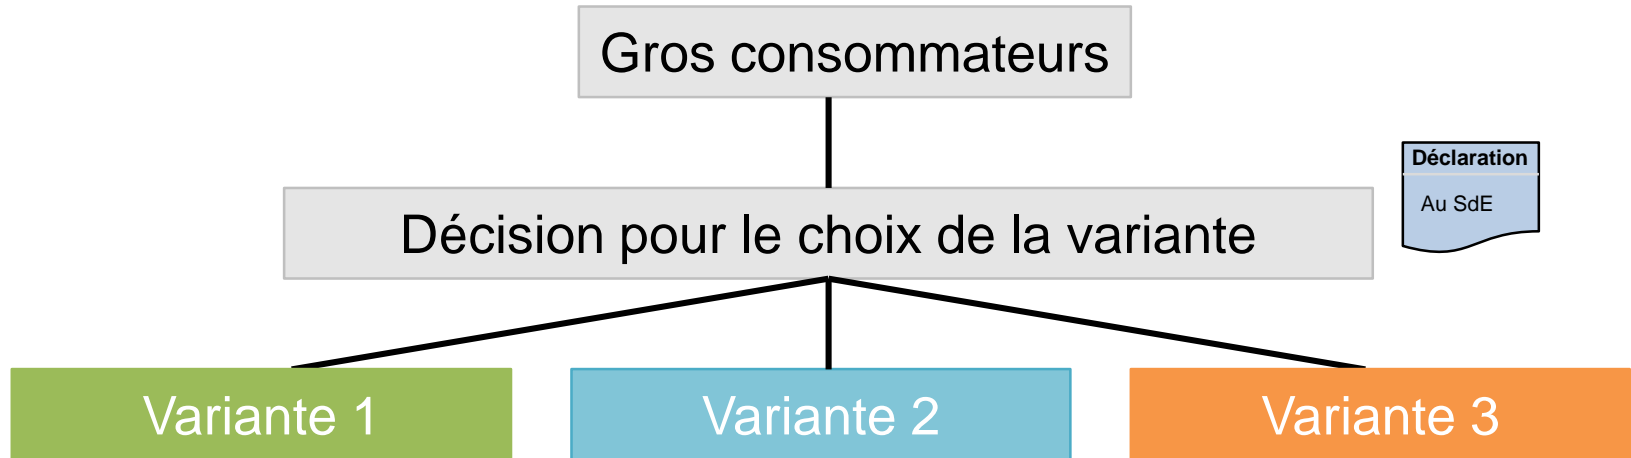 Gros consommateurs
Déclaration
Au SdE
Décision pour le choix de la variante
Variante 1
Variante 2
Variante 3